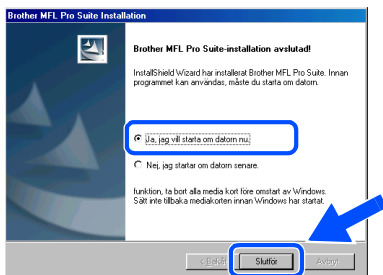 Brother MFL Pro Suite Installation
Brother MFL Pro Suite-installation avslutad!
InstallShield Wizard har installerat Brother MFL Pro Suite. Innan
programmet kan användas, måste du starta om datorn.
Ja, jag vill starta om datorn nu.
Nej, jag startar om datorn senare.
funktion, ta bort alla media kort före omstart av Windows.
Sätt inte tillbaka mediakorten innan Windows har startat.
< Bakåt Slutför Avbryt